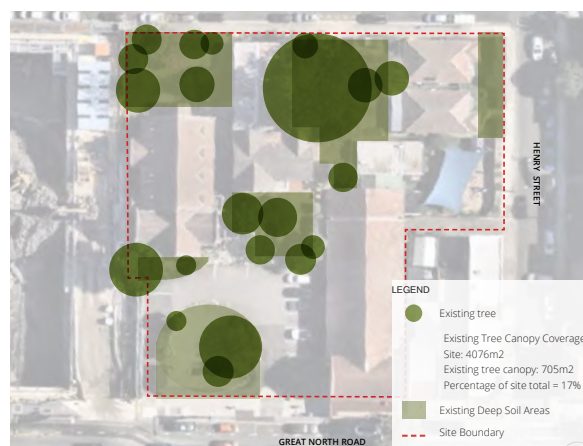 HENRY STREET
LEGEND
Existing tree
Existing Tree Canopy Coverage
Site: 4076m2
Existing tree canopy: 705m2
Percentage of site total = 17%
Existing Deep Soil Areas
Site Boundary
GREAT NORTH ROAD